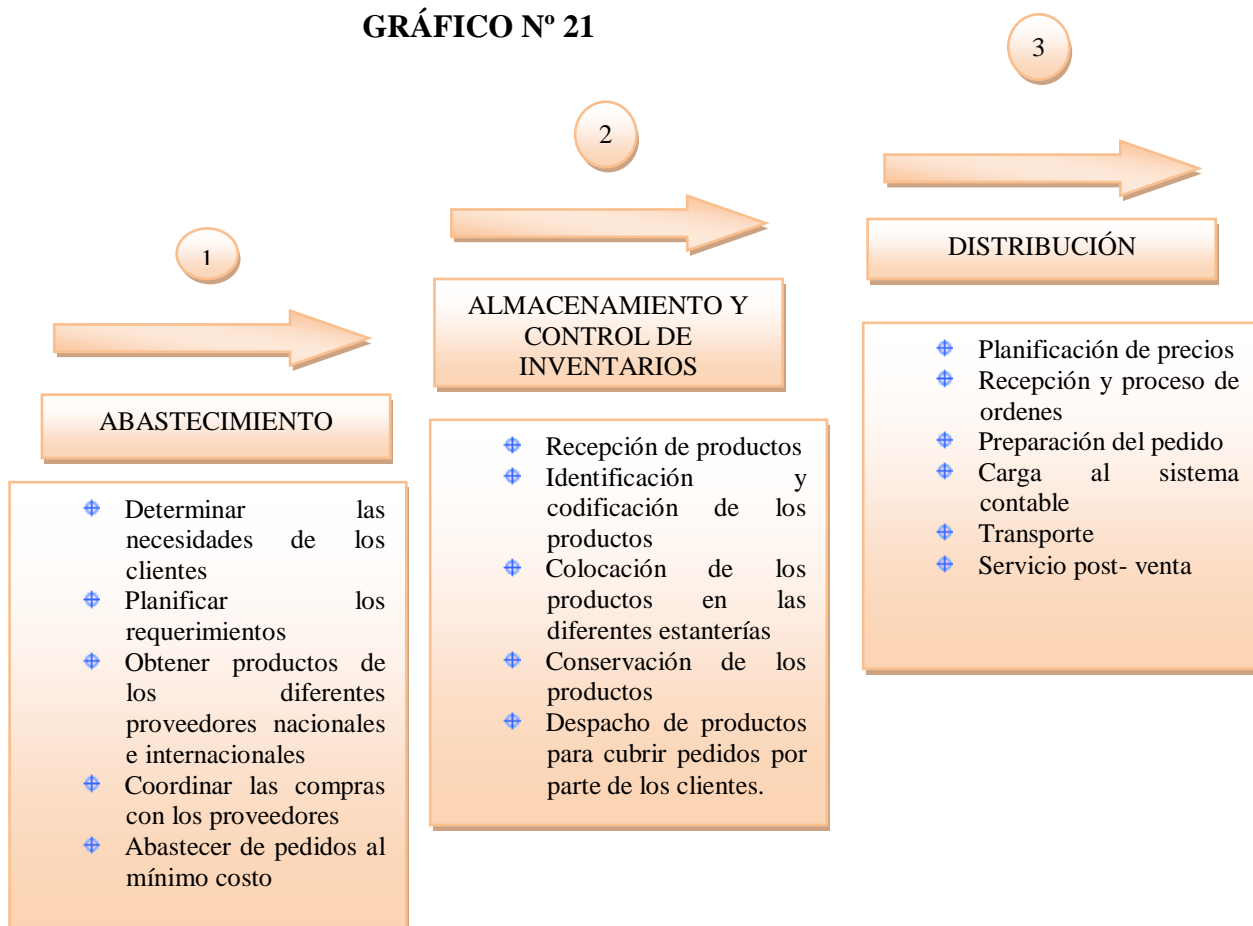 GRÁFICO Nº 21
1
ABASTECIMIENTO
Determinar las
necesidades de los
clientes
Planificar los
requerimientos
Obtener productos de
los diferentes
proveedores nacionales
e internacionales
Coordinar las compras
con los proveedores
Abastecer de pedidos al
mínimo costo
2
ALMACENAMIENTO Y
CONTROL DE
INVENTARIOS
Recepción de productos
Identificación y
codificación de los
productos
Colocación de los
productos en las
diferentes estanterías
Conservación de los
productos
Despacho de productos
para cubrir pedidos por
parte de los clientes.
3
DISTRIBUCIÓN
Planificación de precios
Recepción y proceso de
ordenes
Preparación del pedido
Carga al sistema
contable
Transporte
Servicio post- venta